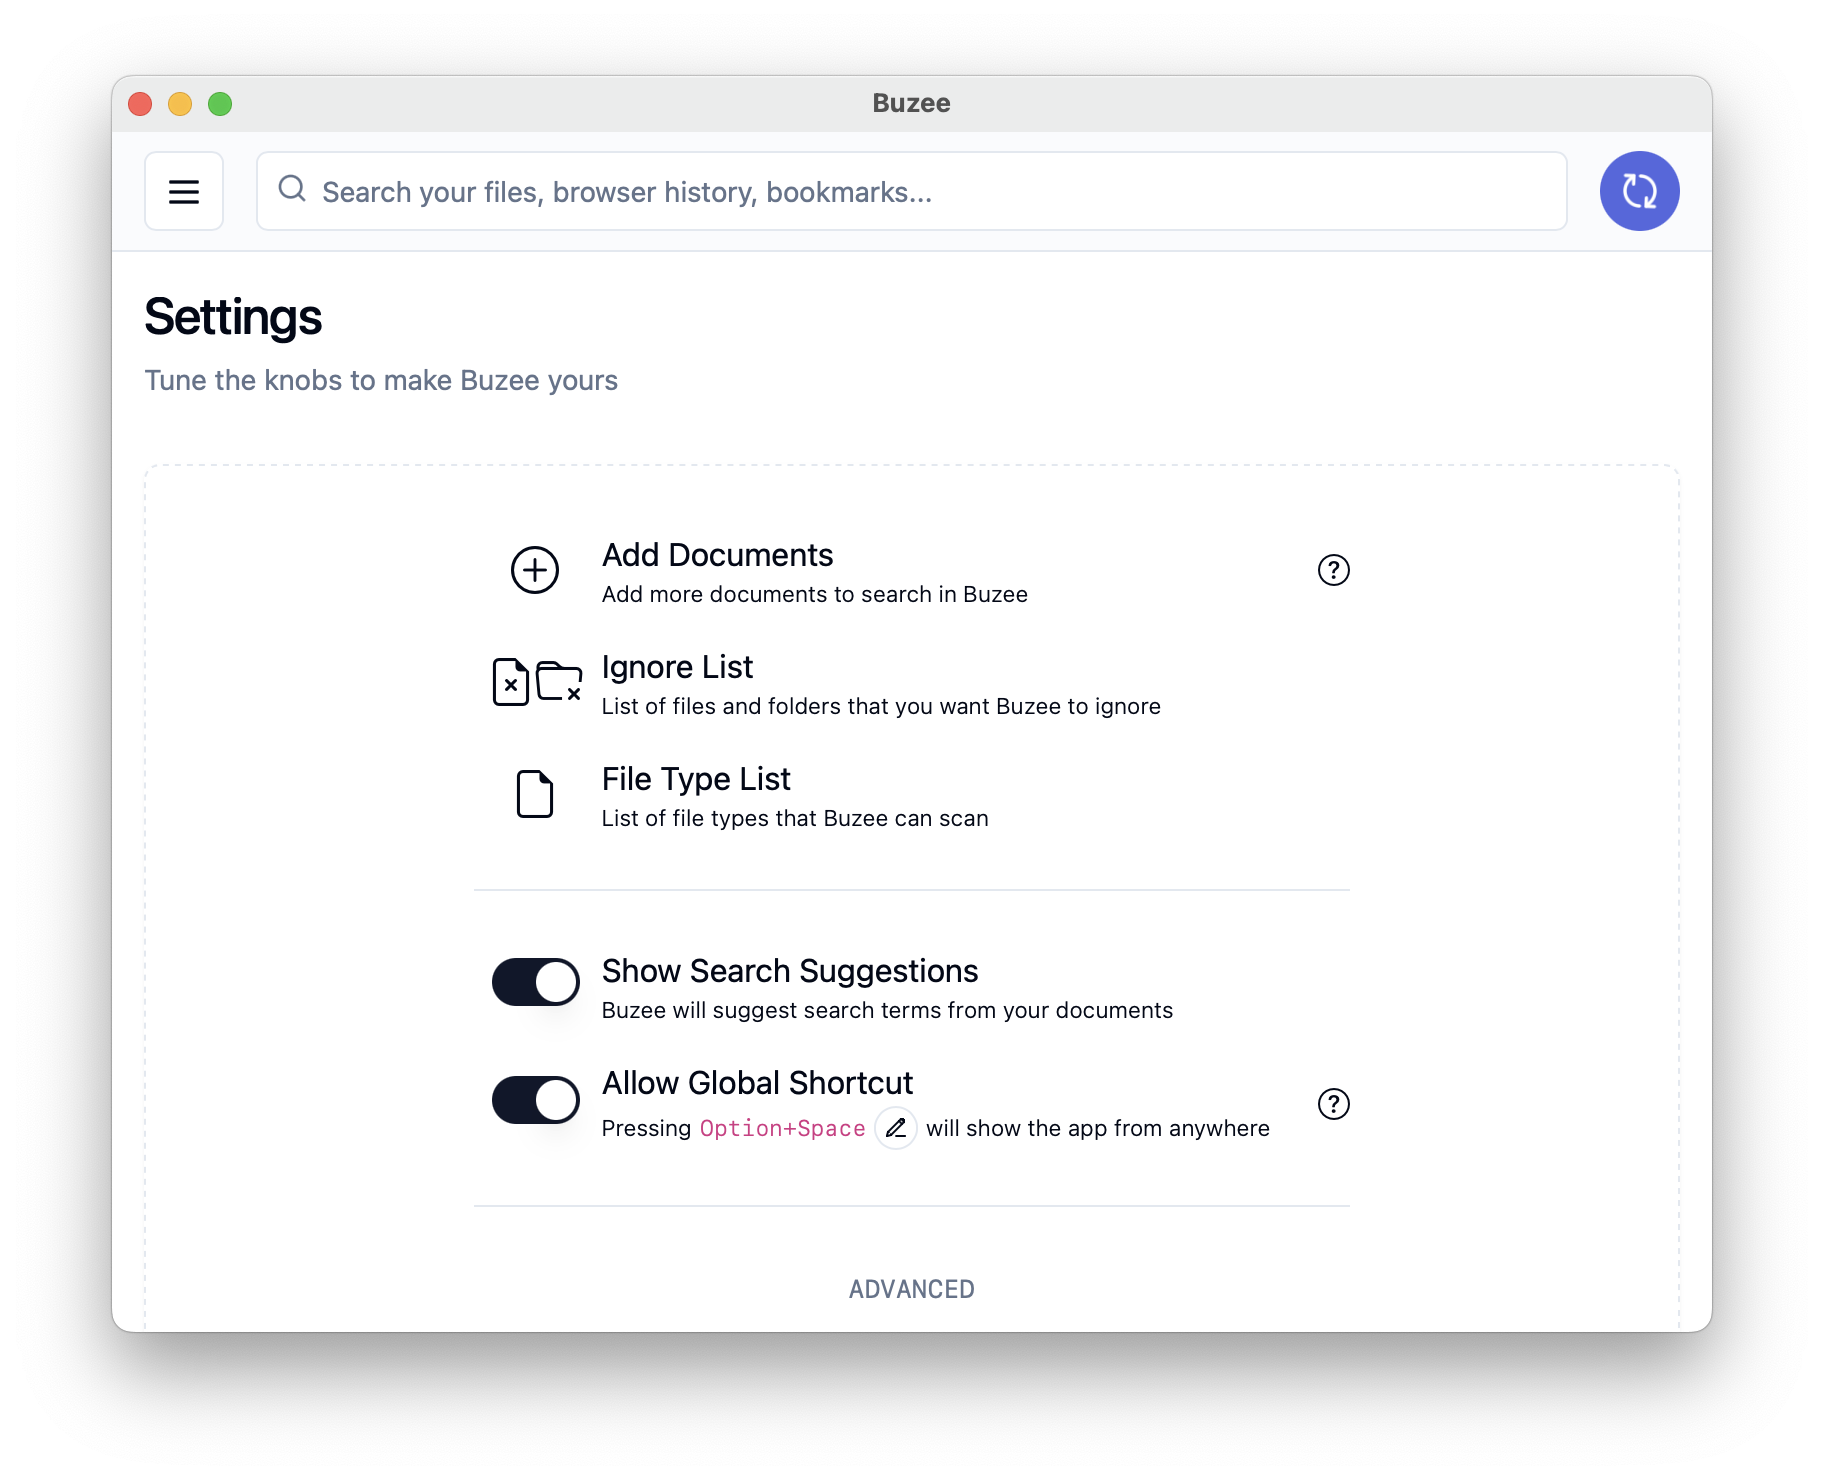 Buzee
Search your files, browser history, bookmarks...
Settings
Tune the knobs to make Buzee yours
Add Documents
Add more documents to search in Buzee
?
Ignore List
List of files and folders that you want Buzee to ignore
File Type List
List of file types that Buzee can scan
Show Search Suggestions
Buzee will suggest search terms from your documents
Allow Global Shortcut
Pressing Option+Space will show the app from anywhere
?
ADVANCED